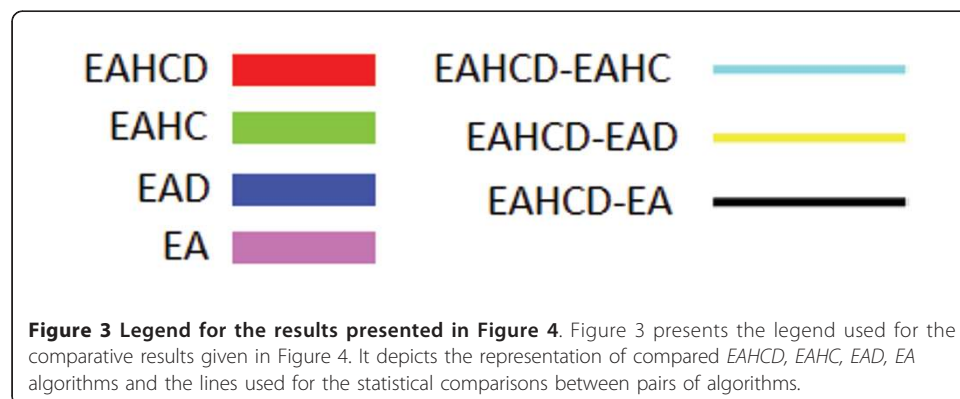 EAHCD
EAHC
EAD
EA
EAHCD-EAHC
EAHCD-EAD
EAHCD-EA
Figure 3 Legend for the results presented in Figure 4. Figure 3 presents the legend used for the
comparative results given in Figure 4. It depicts the representation of compared EAHCD, EAHC, EAD, EA
algorithms and the lines used for the statistical comparisons between pairs of algorithms.